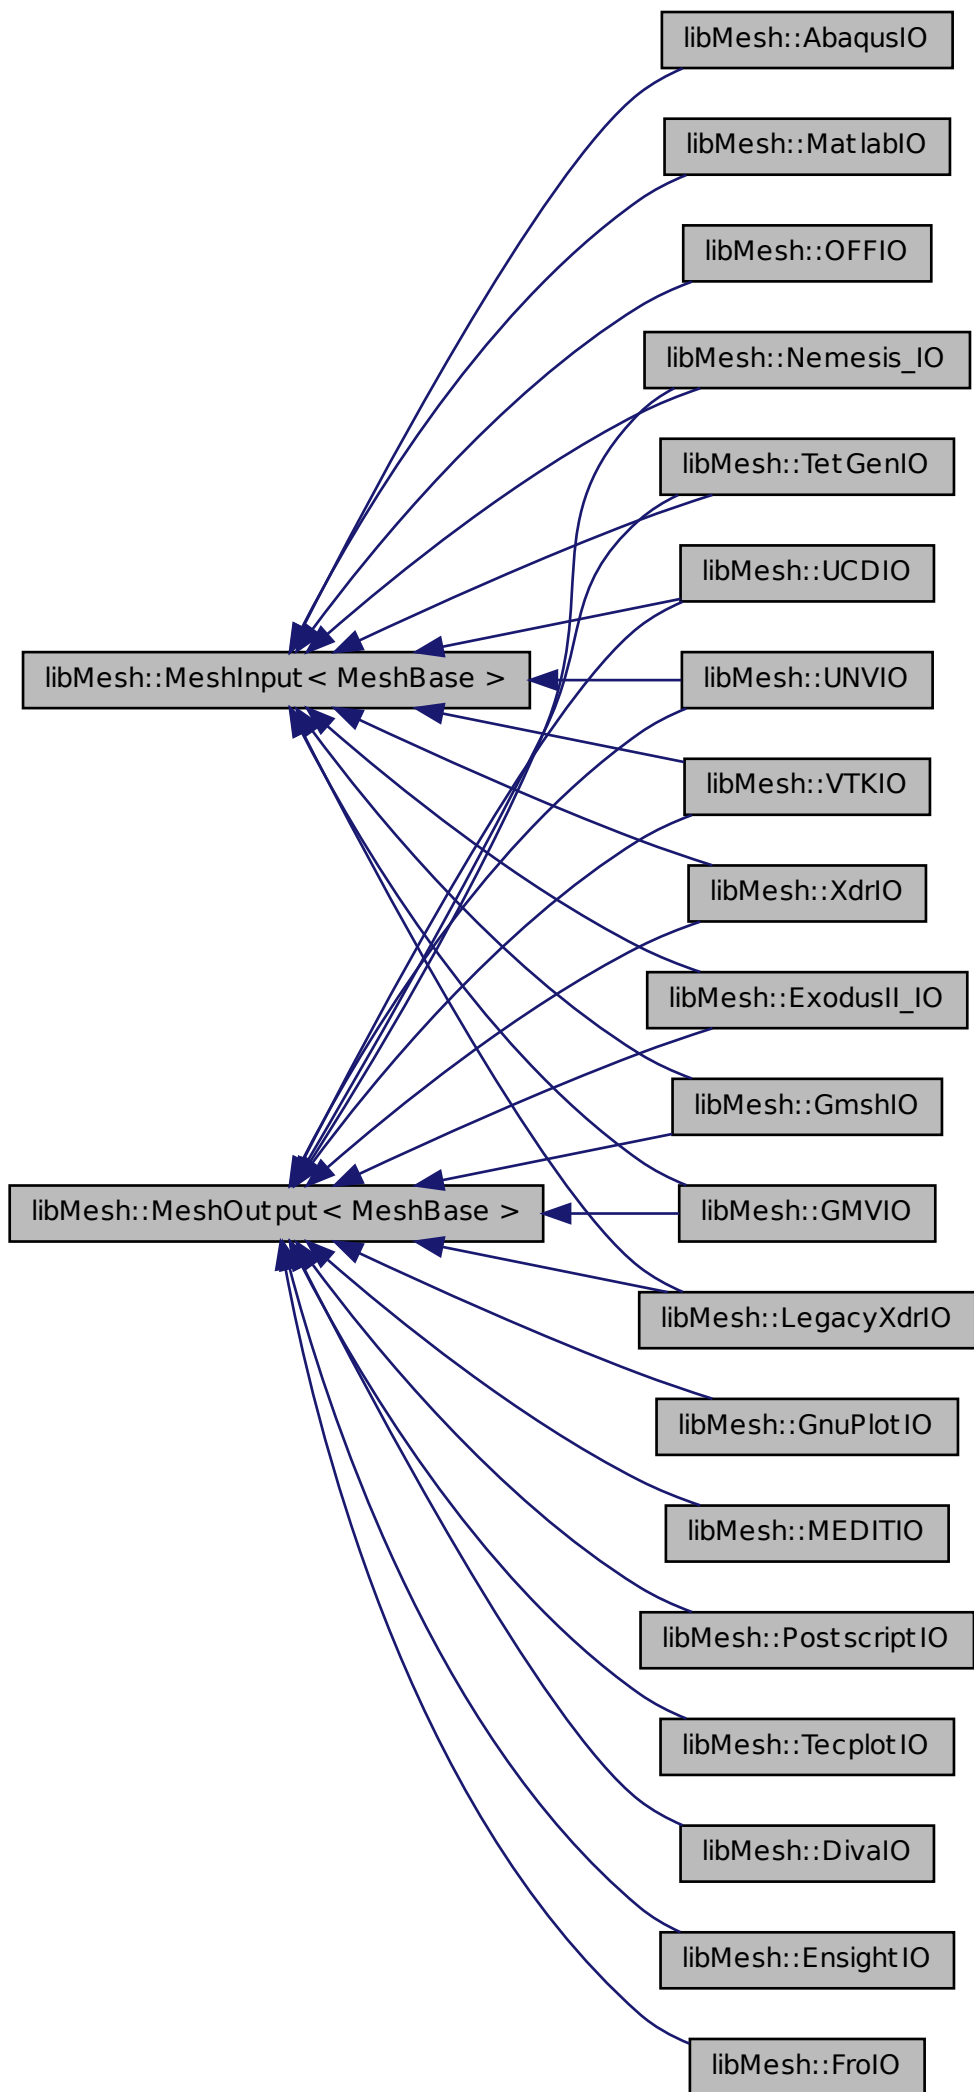 libMesh::AbaqusIO
libMesh::MatlabIO
libMesh::OFFIO
libMesh::Nemesis_IO
libMesh::TetGenIO
libMesh::UCDIO
libMesh::MeshInput< MeshBase >
libMesh::UNVIO
libMesh::VTKIO
libMesh::XdrIO
libMesh::ExodusII_IO
libMesh::GmshIO
libMesh::MeshOutput< MeshBase >
libMesh::GMVIO
libMesh::LegacyXdrIO
libMesh::GnuPlotIO
libMesh::MEDITIO
libMesh::PostscriptIO
libMesh::TecplotIO
libMesh::DivaIO
libMesh::EnsightIO
libMesh::FroIO